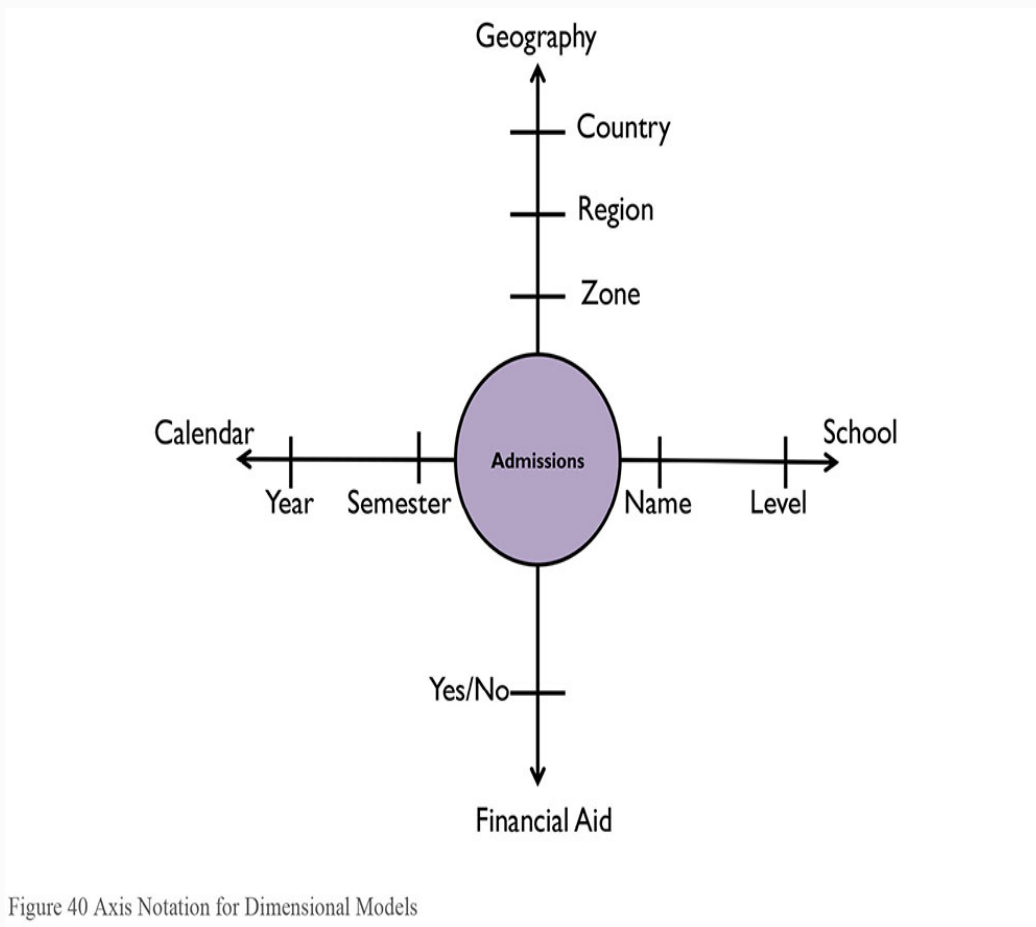 Geography
Country
Region
Zone
Calendar
School
Admissions
Year
Semester
Name
Level
Yes/No
Financial Aid
Figure 40 Axis Notation for Dimensional Models